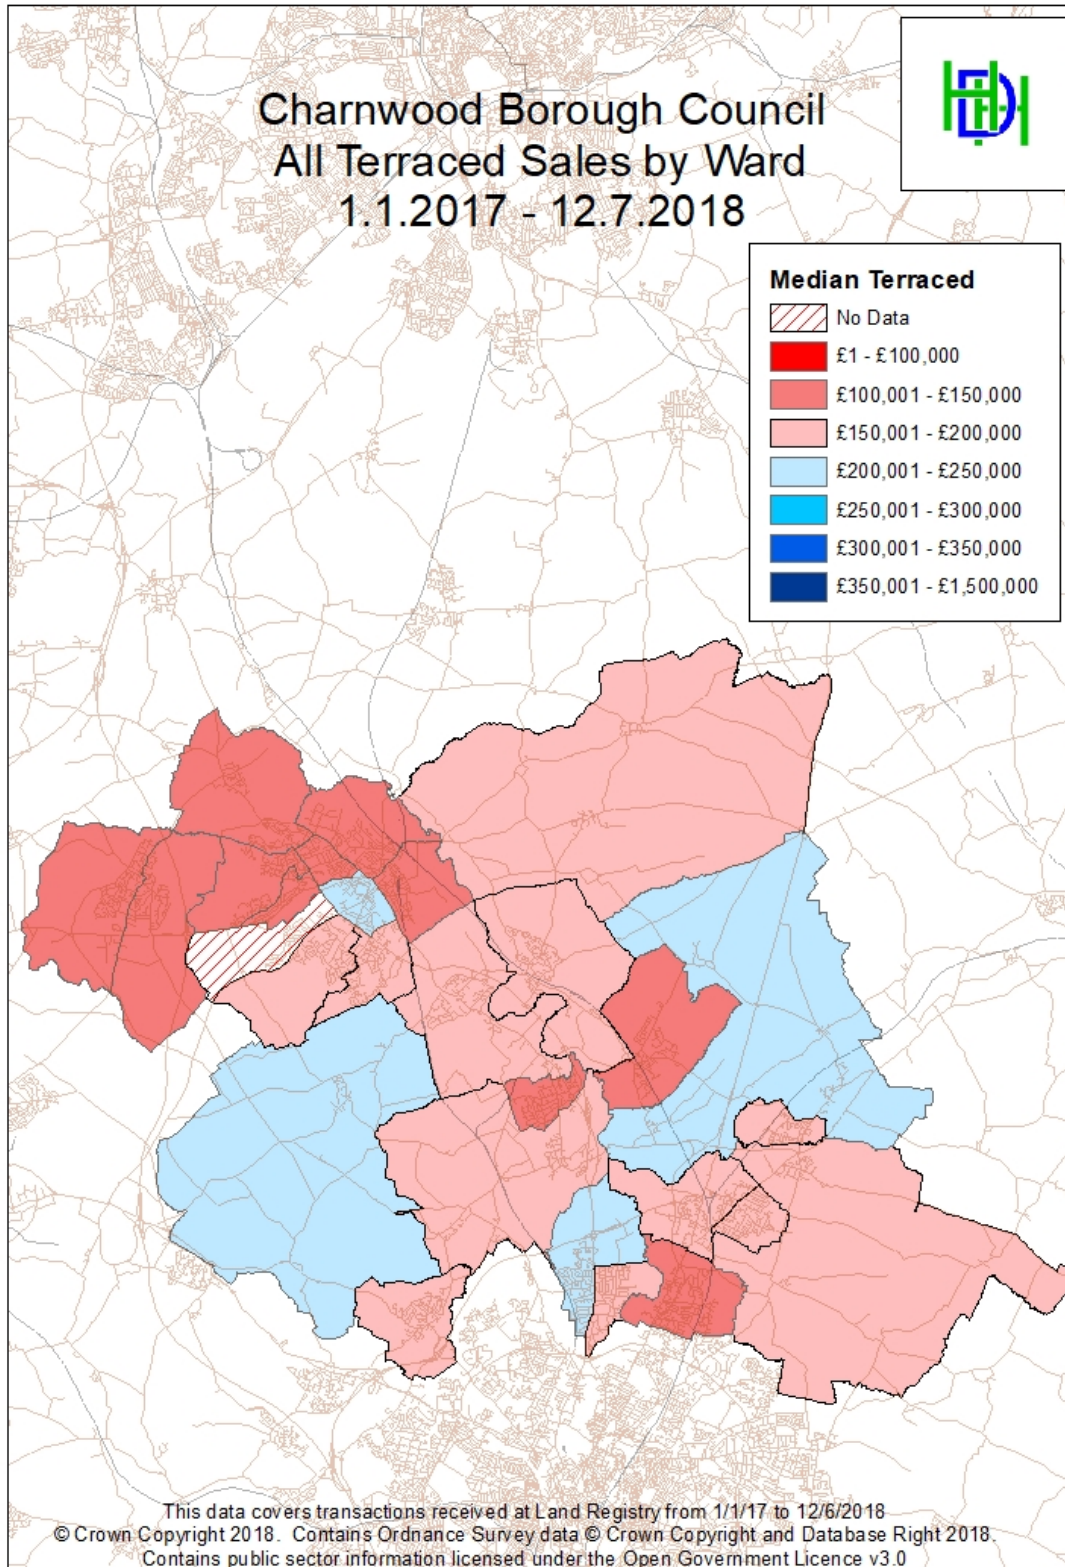 Charnwood Borough Council
All Terraced Sales by Ward
1.1.2017 - 12.7.2018
HDH
Median Terraced
No Data
£1 - £100,000
£100,001 - £150,000
£150,001 - £200,000
£200,001 - £250,000
£250,001 - £300,000
£300,001 - £350,000
£350,001 - £1,500,000
This data covers transactions received at Land Registry from 1/1/17 to 12/6/2018
© Crown Copyright 2018. Contains Ordnance Survey data © Crown Copyright and Database Right 2018.
Contains public sector information licensed under the Open Government Licence v3.0